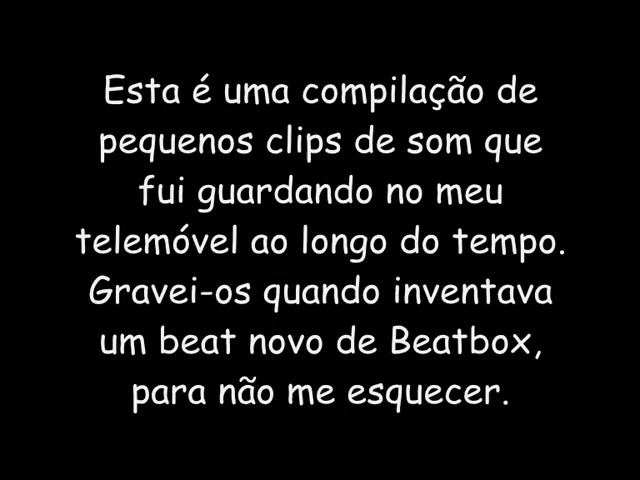 Esta é uma compilação de
pequenos clips de som que
fui guardando no meu
telemóvel ao longo do tempo.
Gravei-os quando inventava
um beat novo de Beatbox,
para não me esquecer.